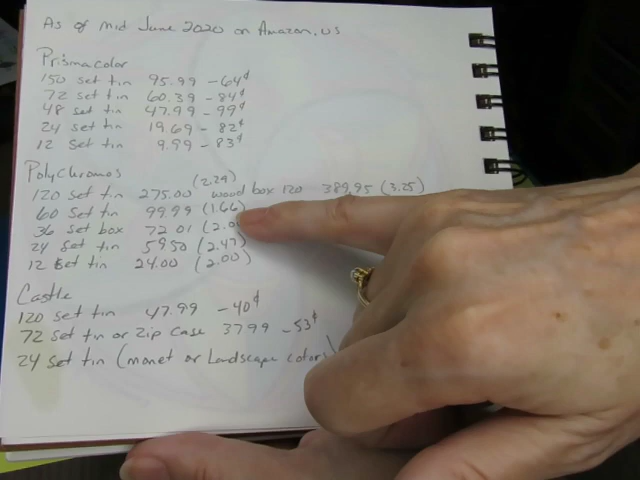 As of mid June 2020 on Amazon.us
Prismacolor
150 set tin 95.99 - 64¢
72 set tin 60.39 - 84¢
48 set tin 47.99 - 99¢
24 set tin 19.69 - 82¢
12 set tin 9.99 - 83¢
Polychromos
120 set tin 275.00 (2.29) wood box 120 389.95 (3.25)
60 set tin 99.99 (1.66)
36 set box 72.01 (2.0
24 set tin 59.50 (2.47)
12 set tin 24.00 (2.00)
Castle
120 set tin 47.99 - 40¢
72 set tin or zip case 37.99 - 53¢
24 set tin (monet or Landscape colors)